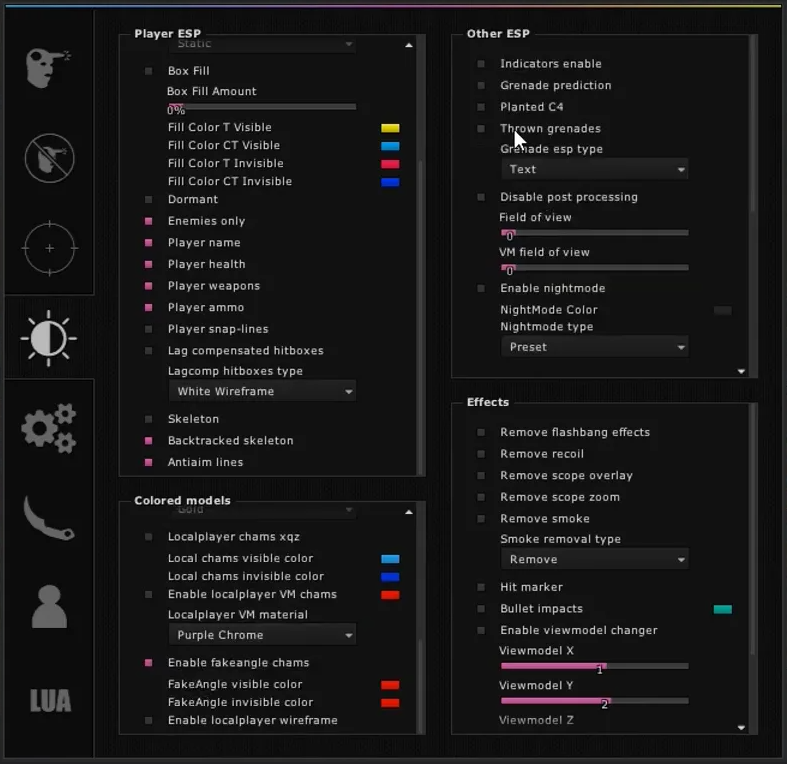 Player ESP
Static
Box Fill
Box Fill Amount
0%
Fill Color T Visible
Fill Color CT Visible
Fill Color T Invisible
Fill Color CT Invisible
Dormant
Enemies only
Player name
Player health
Player weapons
Player ammo
Player snap-lines
Lag compensated hitboxes
Lagcomp hitboxes type
White Wireframe
Skeleton
Backtracked skeleton
Antiaim lines
Colored models
Gold
Localplayer chams xqz
Local chams visible color
Local chams invisible color
Enable localplayer VM chams
Localplayer VM material
Purple Chrome
Enable fakeangle chams
FakeAngle visible color
FakeAngle invisible color
Enable localplayer wireframe
Other ESP
Indicators enable
Grenade prediction
Planted C4
Thrown grenades
Grenade esp type
Text
Disable post processing
Field of view
0
VM field of view
0
Enable nightmode
NightMode Color
Nightmode type
Preset
Effects
Remove flashbang effects
Remove recoil
Remove scope overlay
Remove scope zoom
Remove smoke
Smoke removal type
Remove
Hit marker
Bullet impacts
Enable viewmodel changer
Viewmodel X
1
Viewmodel Y
2
Viewmodel Z
LUA